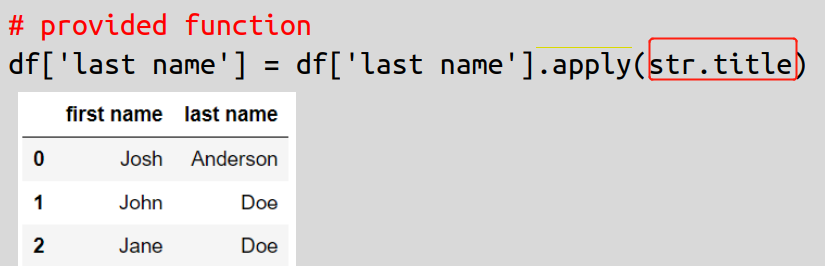 # provided function
df['last name'] = df['last name'].apply(str.title)
first name last name
0 Josh Anderson
1 John Doe
2 Jane Doe